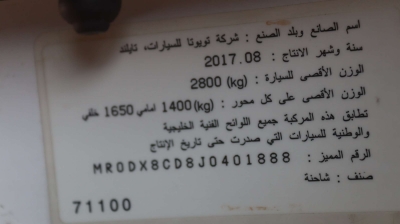 اسم الصانع وبلد الصنع : شركة تويوتا للسيارات، تايلند
سنة وشهر الانتاج : 2017.08
الوزن الأقصى للسيارة : 2800 (kg)
الوزن الأقصى على كل محور : 1400(kg) امامي 1650 خلفي
تطابق هذه المركبة جميع اللوائح الفنية الخليجية
والوطنية للسيارات التي صدرت حتى تاريخ الإنتاج
الرقم المميز : MR0DX8CD8J0401888
صنف : شاحنة
71100